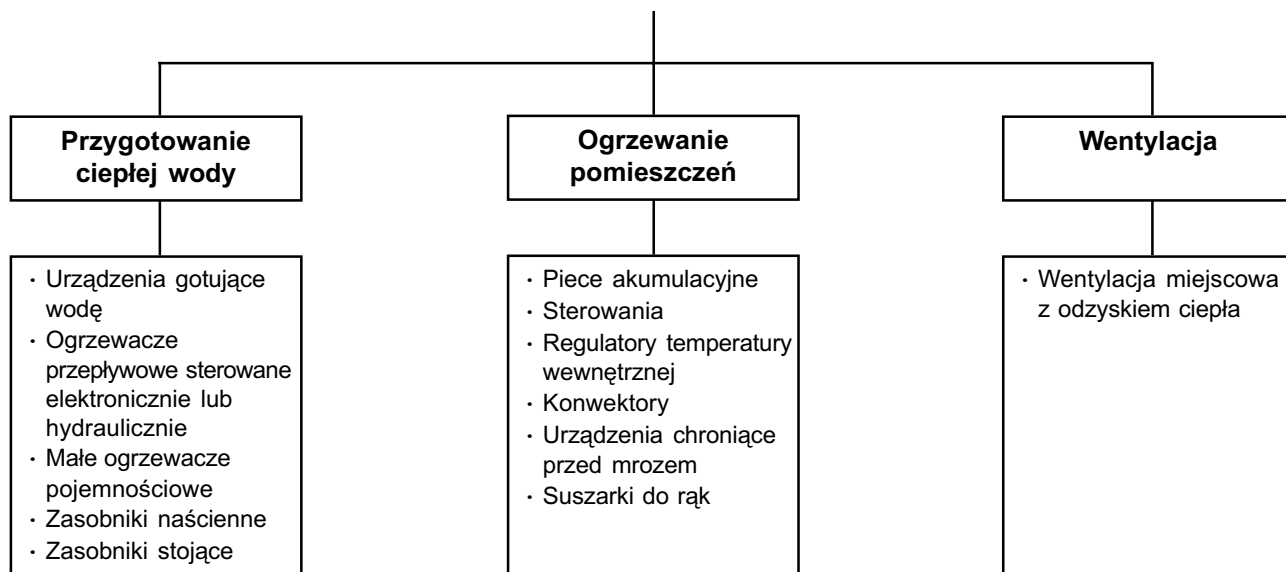 Przygotowanie
ciepłej wody
Ogrzewanie
pomieszczeń
Wentylacja
· Urządzenia gotujące
wodę
· Ogrzewacze
przepływowe sterowane
elektronicznie lub
hydraulicznie
· Małe ogrzewacze
pojemnościowe
· Zasobniki naścienne
· Zasobniki stojące
· Piece akumulacyjne
· Sterowania
· Regulatory temperatury
wewnętrznej
· Konwektory
· Urządzenia chroniące
przed mrozem
· Suszarki do rąk
· Wentylacja miejscowa
z odzyskiem ciepła